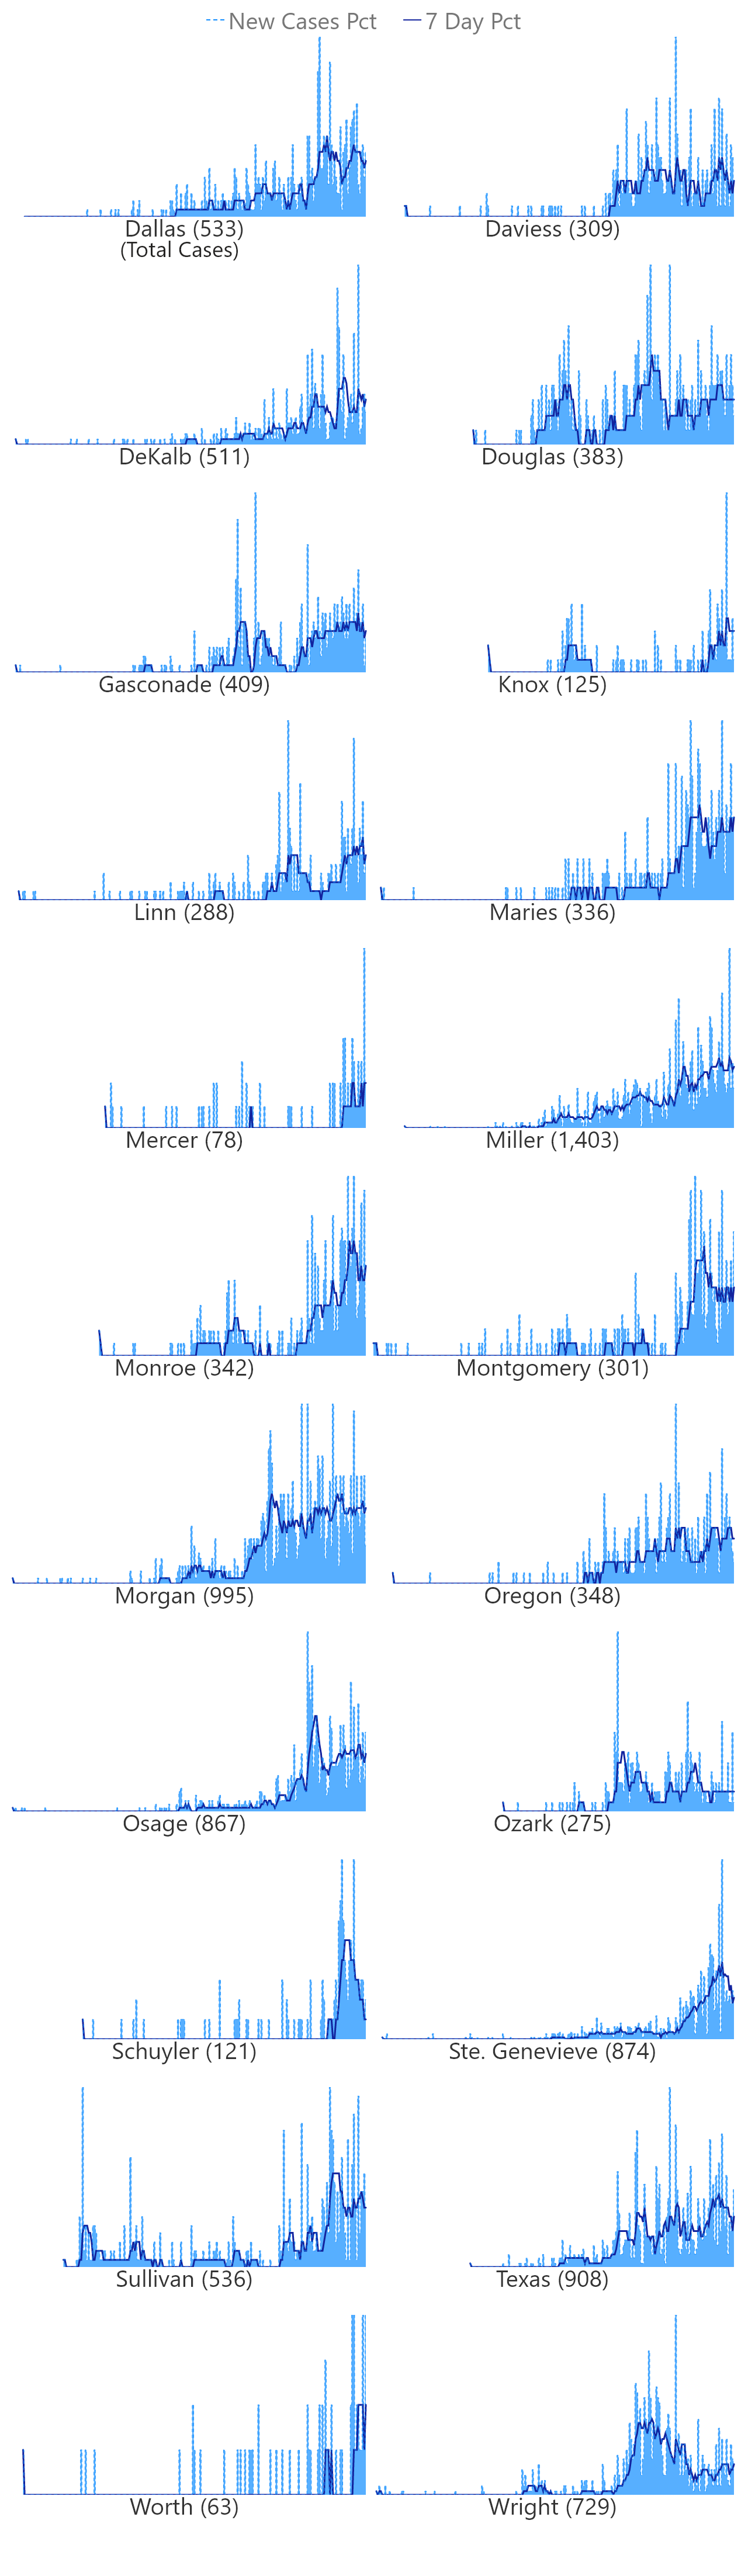 New Cases Pct 7 Day Pct
Dallas (533) Daviess (309)
(Total Cases)
DeKalb (511) Douglas (383)
Gasconade (409) Knox (125)
Linn (288) Maries (336)
Mercer (78) Miller (1,403)
Monroe (342) Montgomery (301)
Morgan (995) Oregon (348)
Osage (867) Ozark (275)
Schuyler (121) Ste. Genevieve (874)
Sullivan (536) Texas (908)
Worth (63) Wright (729)